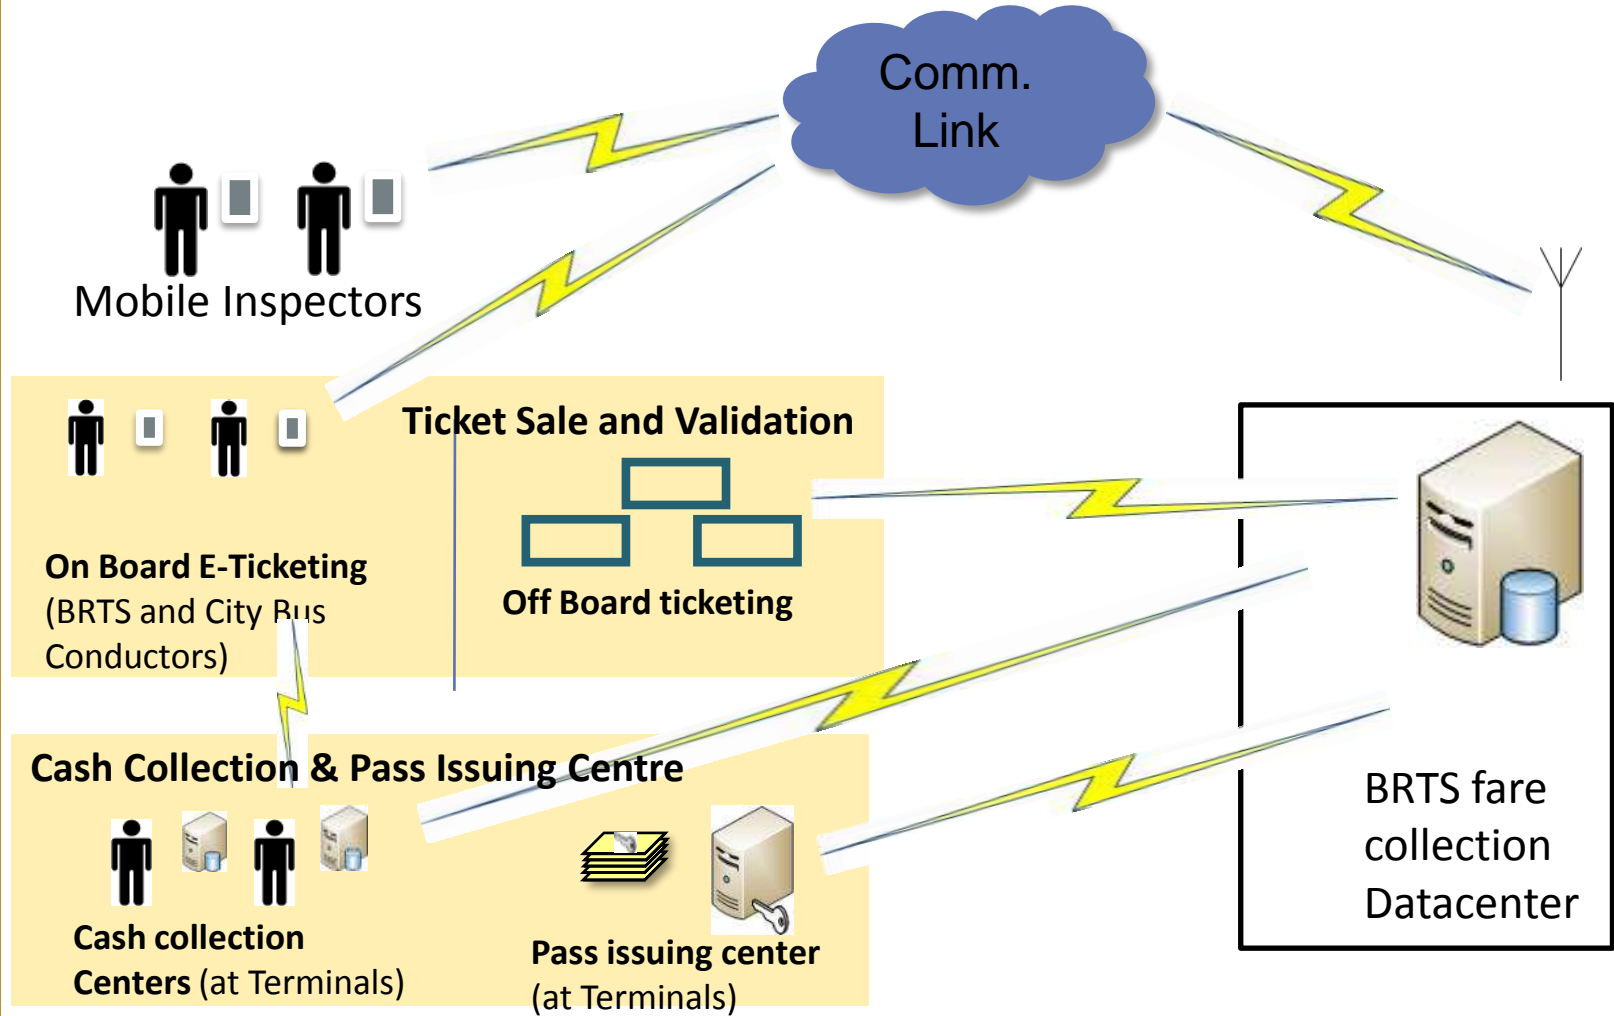 Comm.
Link
Mobile Inspectors
Ticket Sale and Validation
On Board E-Ticketing
(BRTS and City Bus
Conductors)
Off Board ticketing
Cash Collection & Pass Issuing Centre
Cash collection
Centers (at Terminals)
Pass issuing center
(at Terminals)
BRTS fare
collection
Datacenter